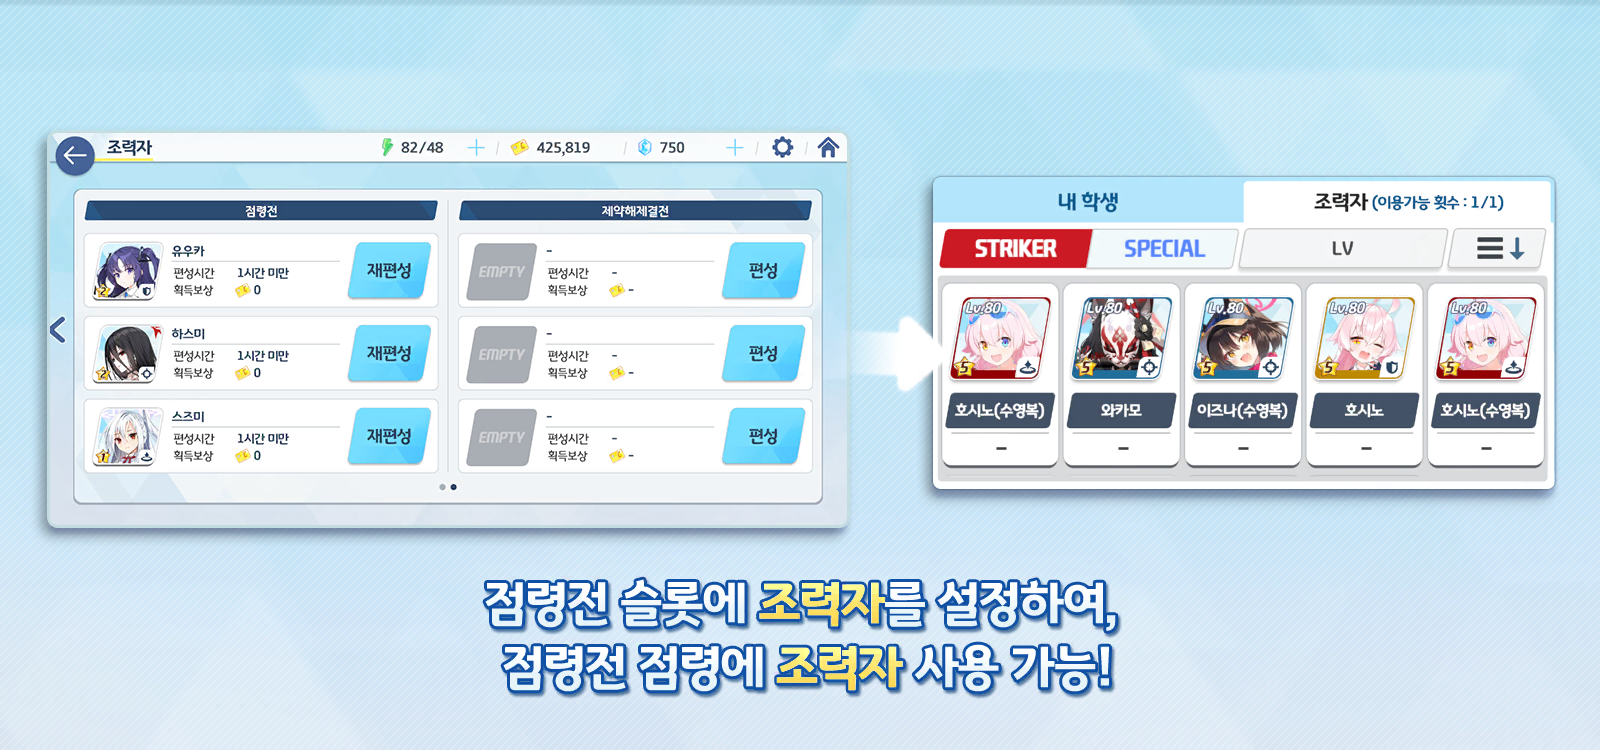 조력자
82/48
425,819
750
점령전
제약해제결전
유우카
편성시간 1시간 미만
획득보상 0
재편성
2
하스미
편성시간 1시간 미만
획득보상 0
재편성
2
스즈미
편성시간 1시간 미만
획득보상 0
재편성
1
EMPTY
-
편성시간 -
획득보상 -
편성
EMPTY
-
편성시간 -
획득보상 -
편성
EMPTY
-
편성시간 -
획득보상 -
편성
내 학생
조력자 (이용가능 횟수 : 1/1)
STRIKER
SPECIAL
LV
Lv.80
5
호시노(수영복)
-
Lv.80
5
와카모
-
Lv.80
5
이즈나(수영복)
-
Lv.80
5
호시노
-
Lv.80
5
호시노(수영복)
-
점령전 슬롯에 조력자를 설정하여,
점령전 점령에 조력자 사용 가능!